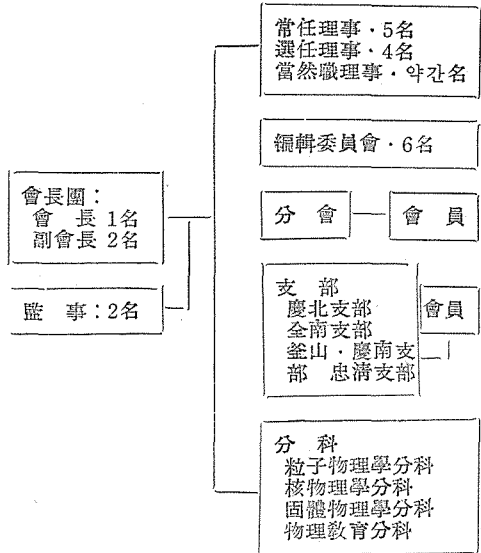 常任理事·5名
選任理事·4名
當然職理事·약간名
編輯委員會·6名
會長團：
會 長 1名
副會長 2名
監 事：2名
分 會
會 員
支 部
慶北支部
全南支部
釜山·慶南支
部 忠淸支部
會員
分 科
粒子物理學分科
核物理學分科
固體物理學分科
物理敎育分科